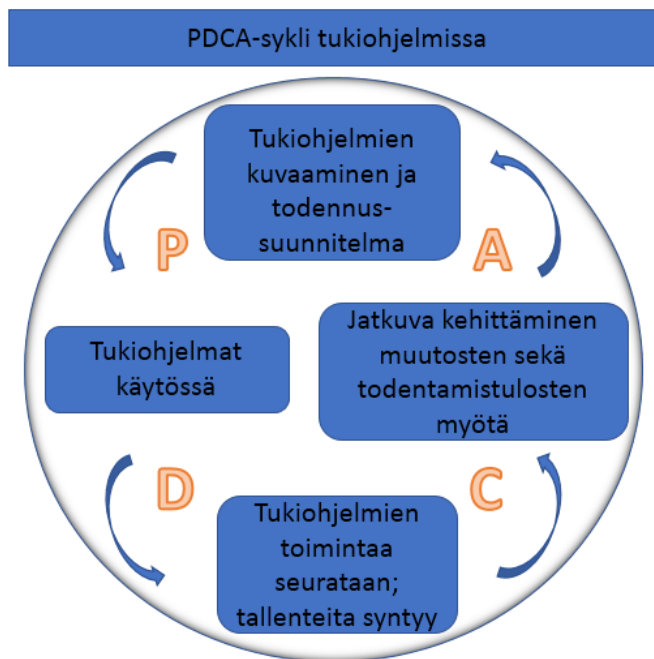 PDCA-sykli tukiohjelmissa
Tukiohjelmien
kuvaaminen ja
todennus-
suunnitelma
P
A
Tukiohjelmat
käytössä
Jatkuva kehittäminen
muutosten sekä
todentamistulosten
myötä
D
C
Tukiohjelmien
toimintaa
seurataan;
tallenteita syntyy